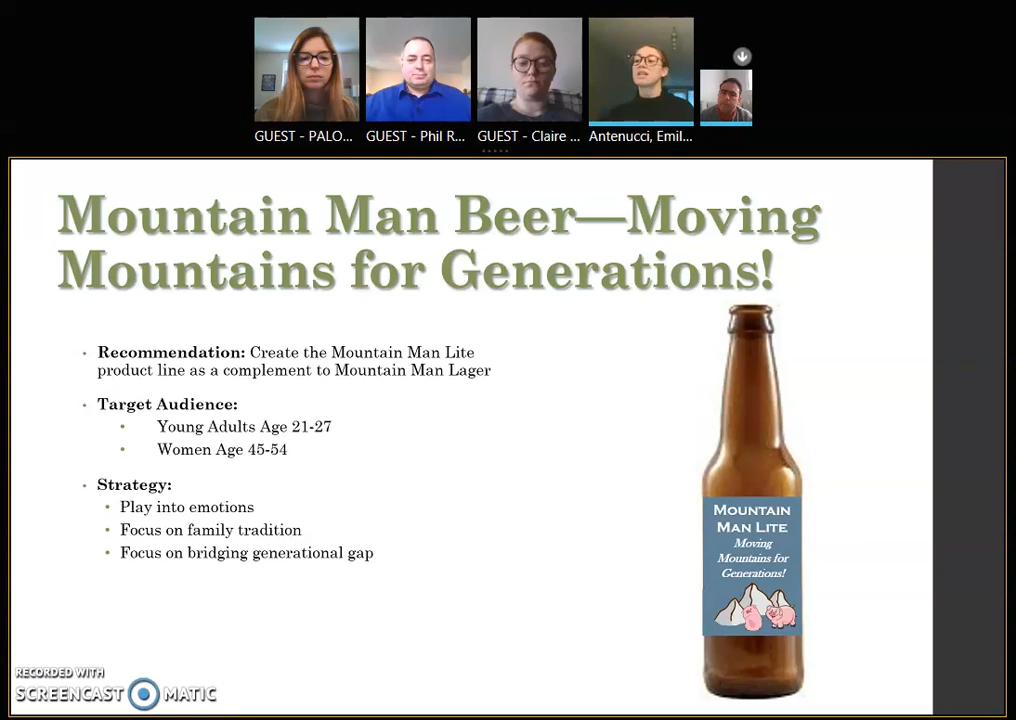 GUEST - PALO...
GUEST - Phil R...
GUEST - Claire ...
Antenucci, Emil...
Mountain Man Beer—Moving
Mountains for Generations!
• Recommendation: Create the Mountain Man Lite
product line as a complement to Mountain Man Lager
• Target Audience:
• Young Adults Age 21-27
• Women Age 45-54
• Strategy:
• Play into emotions
• Focus on family tradition
• Focus on bridging generational gap
MOUNTAIN
MAN LITE
Moving
Mountains for
Generations!
RECORDED WITH
SCREENCAST MATIC